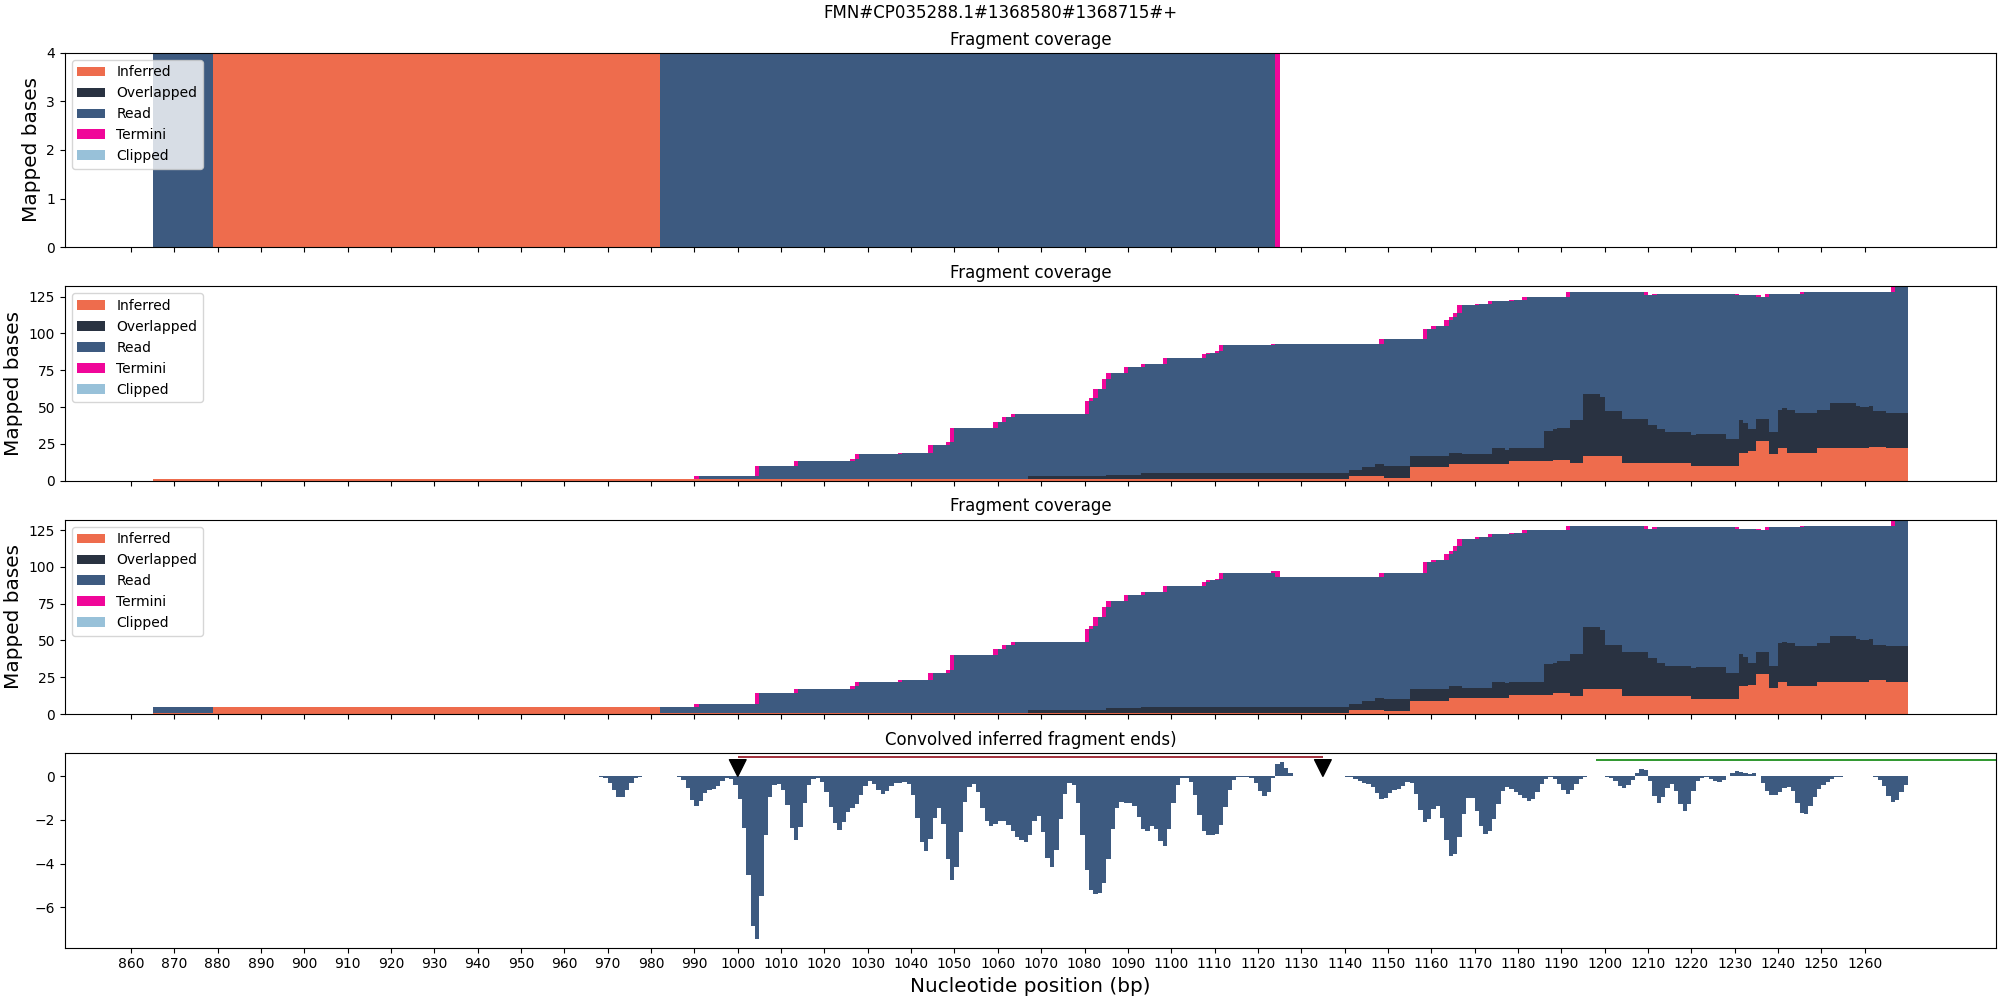 FMN#CP035288.1#1368580#1368715#+
Fragment coverage
Mapped bases
4
3
2
1
0
Inferred
Overlapped
Read
Termini
Clipped
Fragment coverage
Mapped bases
125
100
75
50
25
0
Inferred
Overlapped
Read
Termini
Clipped
Fragment coverage
Mapped bases
125
100
75
50
25
0
Inferred
Overlapped
Read
Termini
Clipped
Convolved inferred fragment ends)
0
−2
−4
−6
860 870 880 890 900 910 920 930 940 950 960 970 980 990 1000 1010 1020 1030 1040 1050 1060 1070 1080 1090 1100 1110 1120 1130 1140 1150 1160 1170 1180 1190 1200 1210 1220 1230 1240 1250 1260
Nucleotide position (bp)